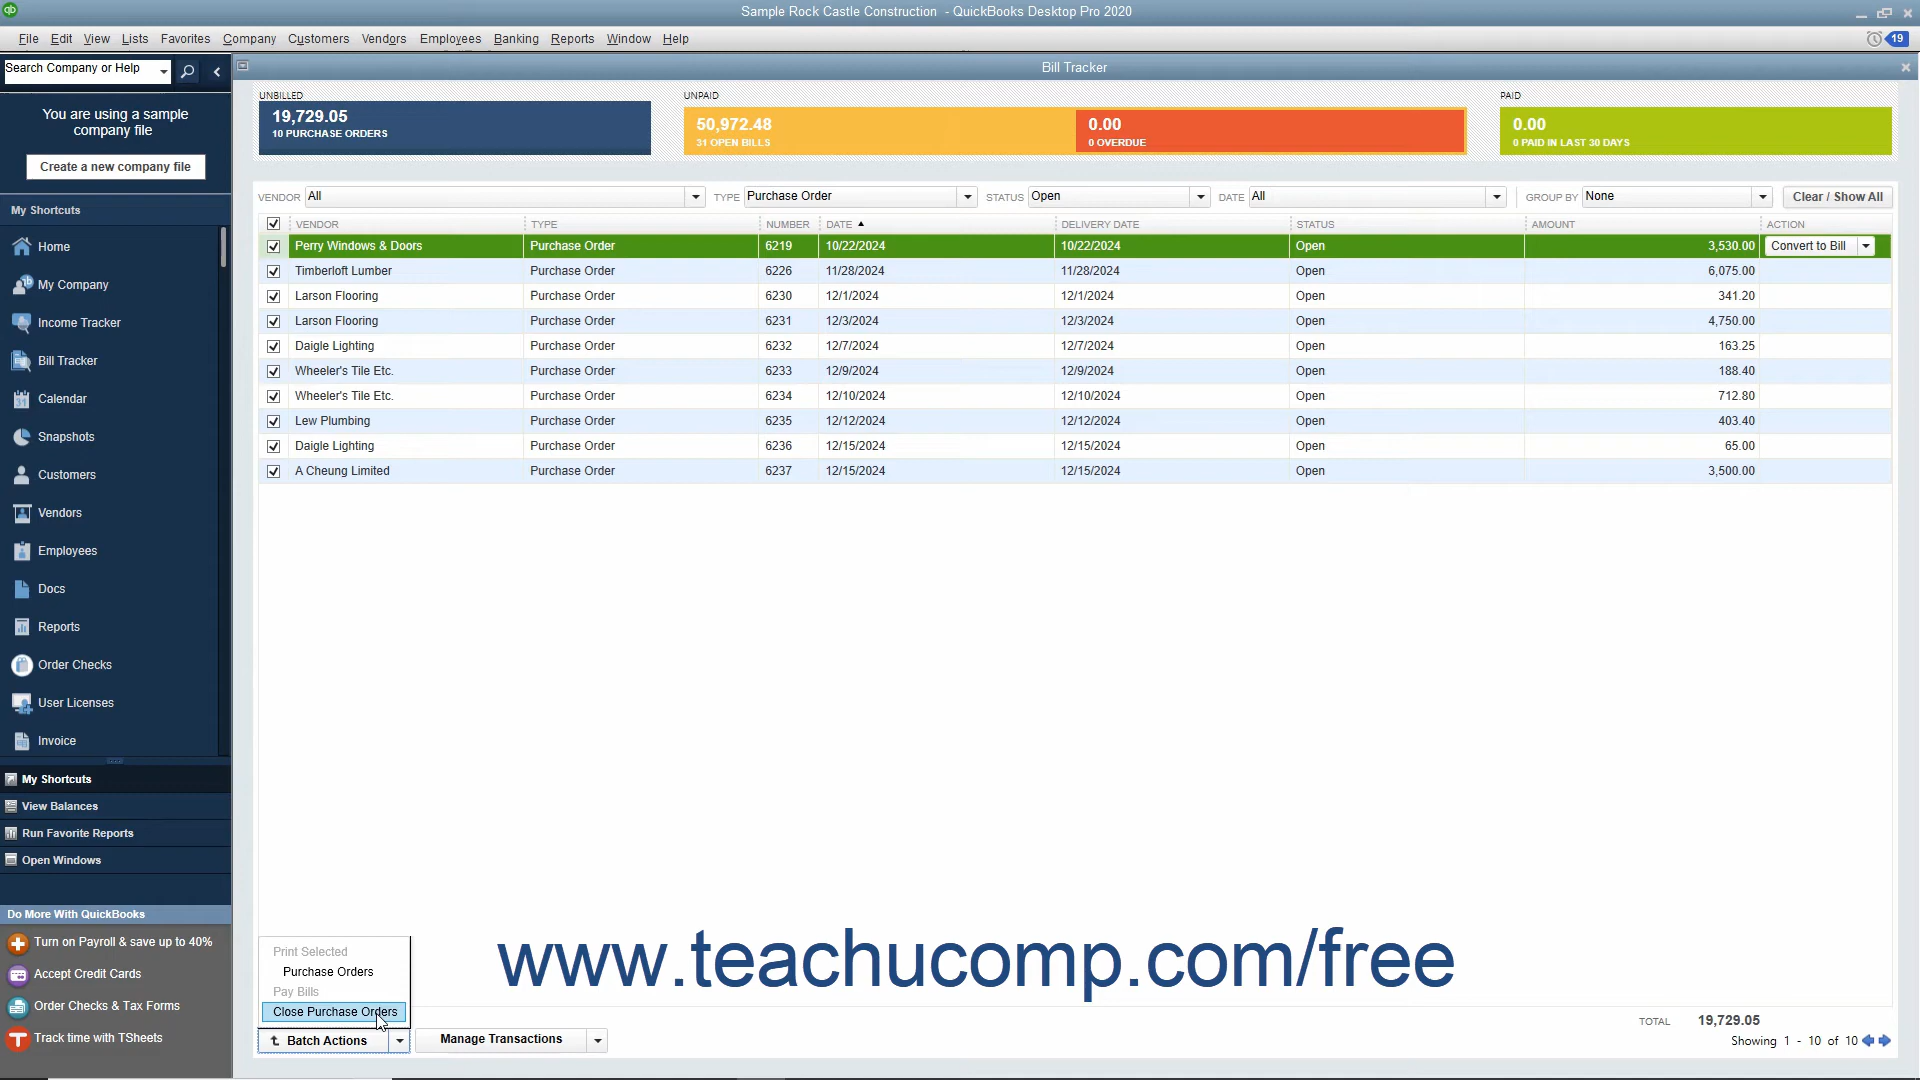 Sample Rock Castle Construction - QuickBooks Desktop Pro 2020
File Edit View Lists Favorites Company Customers Vendors Employees Banking Reports Window Help
19
Search Company or Help
Bill Tracker
You are using a sample
company file
Create a new company file
UNBILLED
19,729.05
10 PURCHASE ORDERS
UNPAID
50,972.48
31 OPEN BILLS
0.00
0 OVERDUE
PAID
0.00
0 PAID IN LAST 30 DAYS
VENDOR All TYPE Purchase Order STATUS Open DATE All GROUP BY None Clear / Show All
VENDOR TYPE NUMBER DATE DELIVERY DATE STATUS AMOUNT ACTION
Perry Windows & Doors Purchase Order 6219 10/22/2024 10/22/2024 Open 3,530.00 Convert to Bill
Timberloft Lumber Purchase Order 6226 11/28/2024 11/28/2024 Open 6,075.00
Larson Flooring Purchase Order 6230 12/1/2024 12/1/2024 Open 341.20
Larson Flooring Purchase Order 6231 12/3/2024 12/3/2024 Open 4,750.00
Daigle Lighting Purchase Order 6232 12/7/2024 12/7/2024 Open 163.25
Wheeler's Tile Etc. Purchase Order 6233 12/9/2024 12/9/2024 Open 188.40
Wheeler's Tile Etc. Purchase Order 6234 12/10/2024 12/10/2024 Open 712.80
Lew Plumbing Purchase Order 6235 12/12/2024 12/12/2024 Open 403.40
Daigle Lighting Purchase Order 6236 12/15/2024 12/15/2024 Open 65.00
A Cheung Limited Purchase Order 6237 12/15/2024 12/15/2024 Open 3,500.00
My Shortcuts
Home
My Company
Income Tracker
Bill Tracker
Calendar
Snapshots
Customers
Vendors
Employees
Docs
Reports
Order Checks
User Licenses
Invoice
My Shortcuts
View Balances
Run Favorite Reports
Open Windows
Do More With QuickBooks
Turn on Payroll & save up to 40%
Accept Credit Cards
Order Checks & Tax Forms
Track time with TSheets
Print Selected
Purchase Orders
Pay Bills
Close Purchase Orders
Batch Actions
Manage Transactions
www.teachucomp.com/free
TOTAL 19,729.05
Showing 1 - 10 of 10